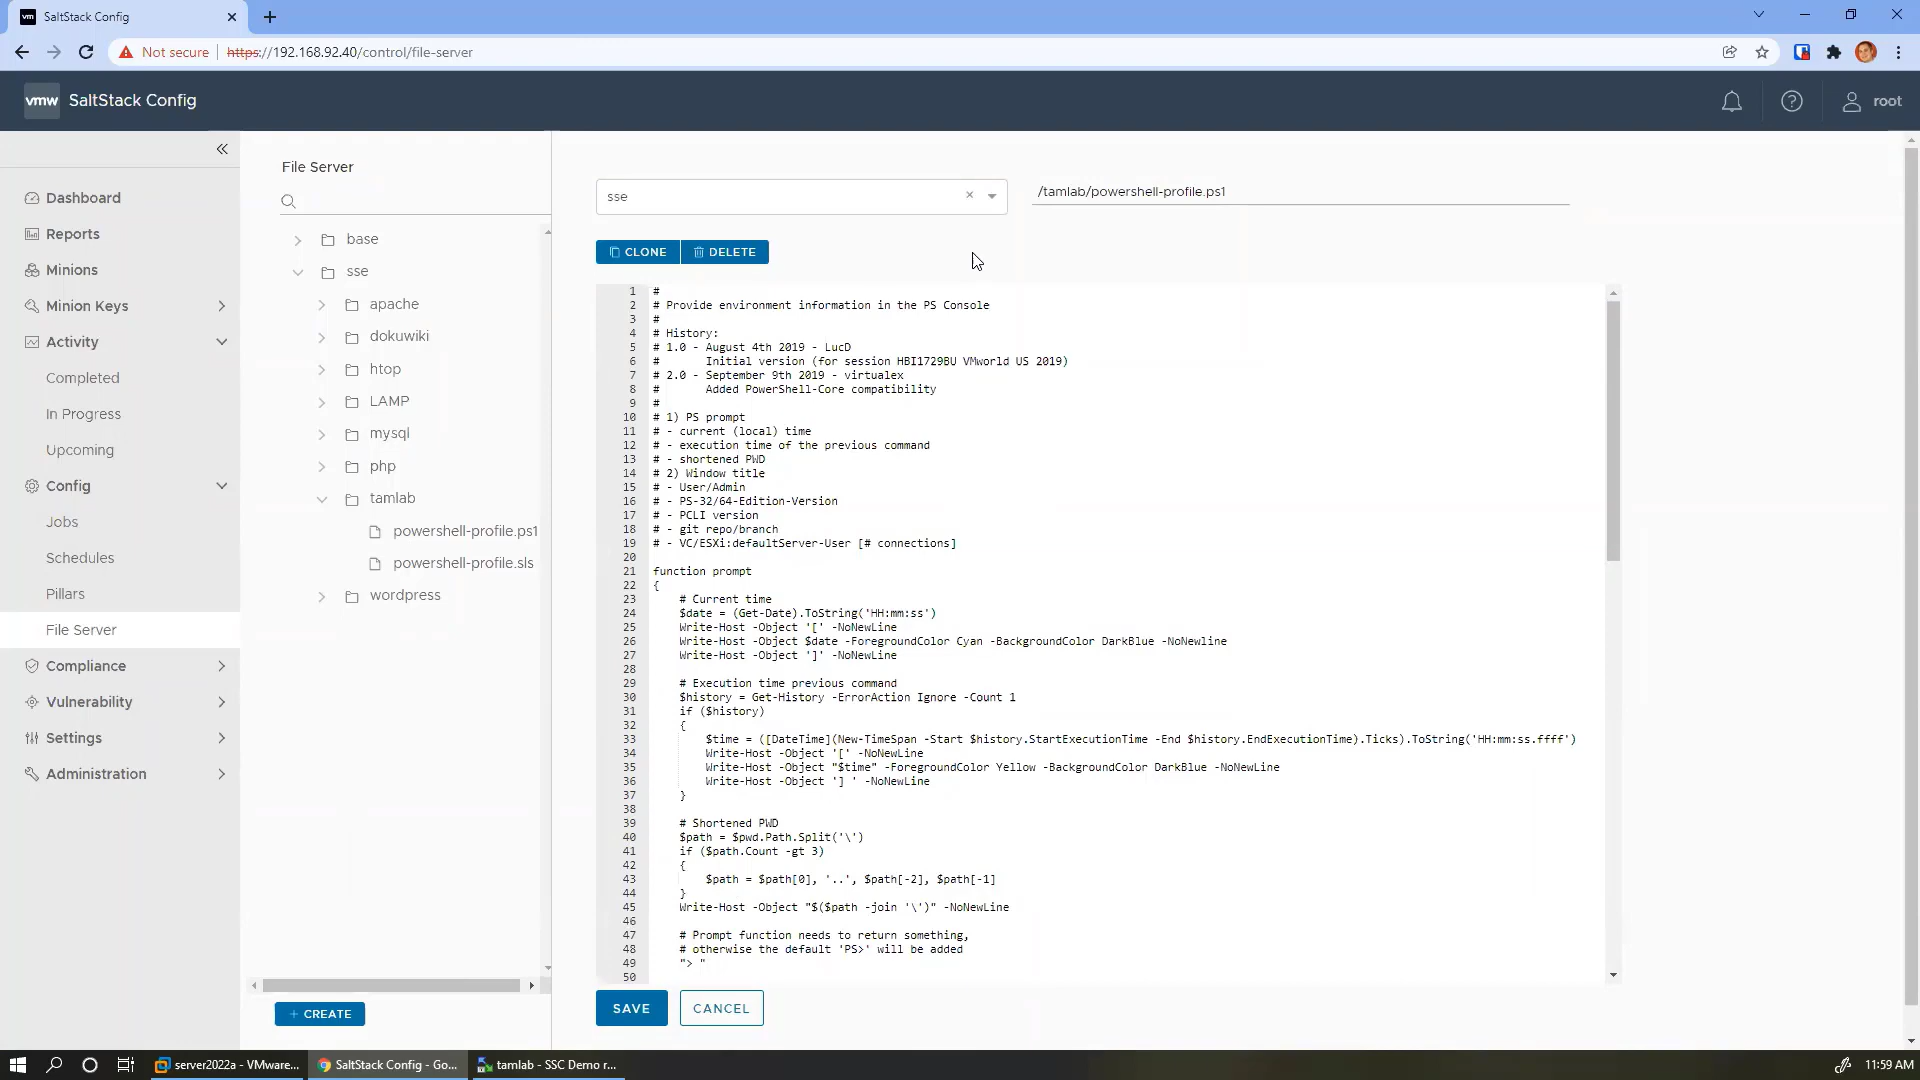 SaltStack Config
Not secure
https://192.168.92.40/control/file-server
vmw SaltStack Config
root
Dashboard
Reports
Minions
Minion Keys
Activity
Completed
In Progress
Upcoming
Config
Jobs
Schedules
Pillars
File Server
Compliance
Vulnerability
Settings
Administration
File Server
base
sse
apache
dokuwiki
htop
LAMP
mysql
php
tamlab
powershell-profile.ps1
powershell-profile.sls
wordpress
+ CREATE
sse
/tamlab/powershell-profile.ps1
CLONE DELETE
1 #
2 # Provide environment information in the PS Console
3 #
4 # History:
5 # 1.0 - August 4th 2019 - LucD
6 #       Initial version (for session HBI1729BU VMworld US 2019)
7 # 2.0 - September 9th 2019 - virtualex
8 #       Added PowerShell-Core compatibility
9 #
10 # 1) PS prompt
11 # - current (local) time
12 # - execution time of the previous command
13 # - shortened PWD
14 # 2) Window title
15 # - User/Admin
16 # - PS-32/64-Edition-Version
17 # - PCLI version
18 # - git repo/branch
19 # - VC/ESXi:defaultServer-User [# connections]
20
21 function prompt
22 {
23     # Current time
24     $date = (Get-Date).ToString('HH:mm:ss')
25     Write-Host -Object '[' -NoNewLine
26     Write-Host -Object $date -ForegroundColor Cyan -BackgroundColor DarkBlue -NoNewline
27     Write-Host -Object ']' -NoNewLine
28
29     # Execution time previous command
30     $history = Get-History -ErrorAction Ignore -Count 1
31     if ($history)
32     {
33         $time = ([DateTime](New-TimeSpan -Start $history.StartExecutionTime -End $history.EndExecutionTime).Ticks).ToString('HH:mm:ss.ffff')
34         Write-Host -Object '[' -NoNewLine
35         Write-Host -Object "$time" -ForegroundColor Yellow -BackgroundColor DarkBlue -NoNewLine
36         Write-Host -Object '] ' -NoNewLine
37     }
38
39     # Shortened PWD
40     $path = $pwd.Path.Split('\')
41     if ($path.Count -gt 3)
42     {
43         $path = $path[0], '..', $path[-2], $path[-1]
44     }
45     Write-Host -Object "$($path -join '\')" -NoNewLine
46
47     # Prompt function needs to return something,
48     # otherwise the default 'PS>' will be added
49     "> "
50
SAVE CANCEL
server2022a - VMware...
SaltStack Config - Go...
tamlab - SSC Demo r...
11:59 AM